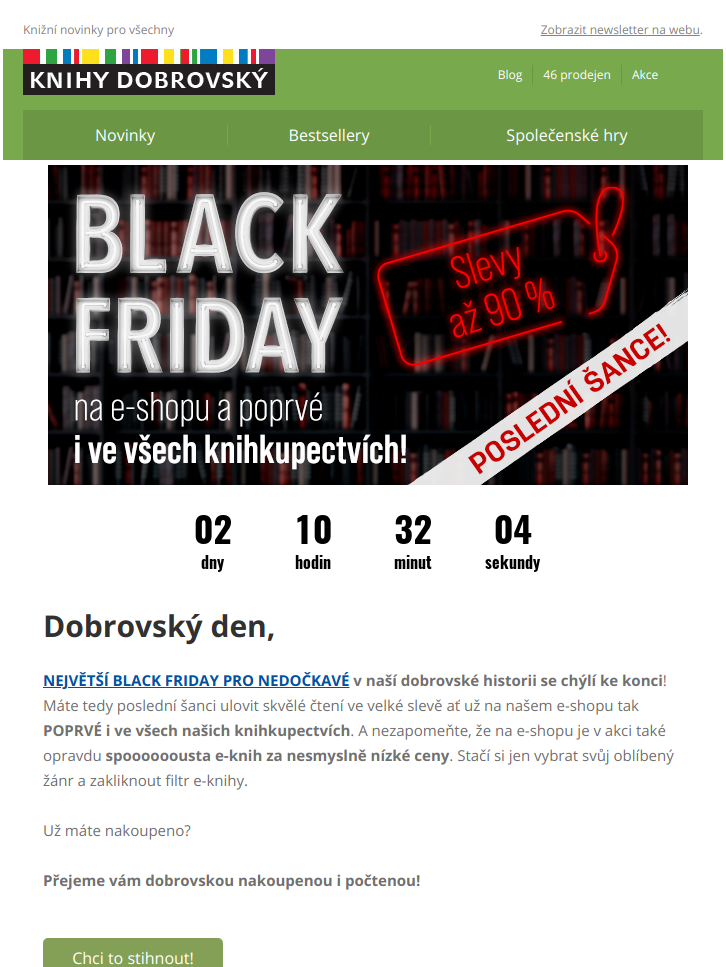 Knižní novinky pro všechny
Zobrazit newsletter na webu.
KNIHY DOBROVSKÝ
Blog
46 prodejen
Akce
Novinky
Bestsellery
Společenské hry
BLACK
FRIDAY
na e-shopu a poprvé
i ve všech knihkupectvích!
Slevy
až 90 %
POSLEDNÍ ŠANCE!
02 10 32 04
dny hodin minut sekundy
Dobrovský den,
NEJVĚTŠÍ BLACK FRIDAY PRO NEDOČKAVÉ v naší dobrovské historii se chýlí ke konci!
Máte tedy poslední šanci ulovit skvělé čtení ve velké slevě ať už na našem e-shopu tak
POPRVÉ i ve všech našich knihkupectvích. A nezapomeňte, že na e-shopu je v akci také
opravdu spoooooousta e-knih za nesmyslně nízké ceny. Stačí si jen vybrat svůj oblíbený
žánr a zakliknout filtr e-knihy.
Už máte nakoupeno?
Přejeme vám dobrovskou nakoupenou i počtenou!
Chci to stihnout!